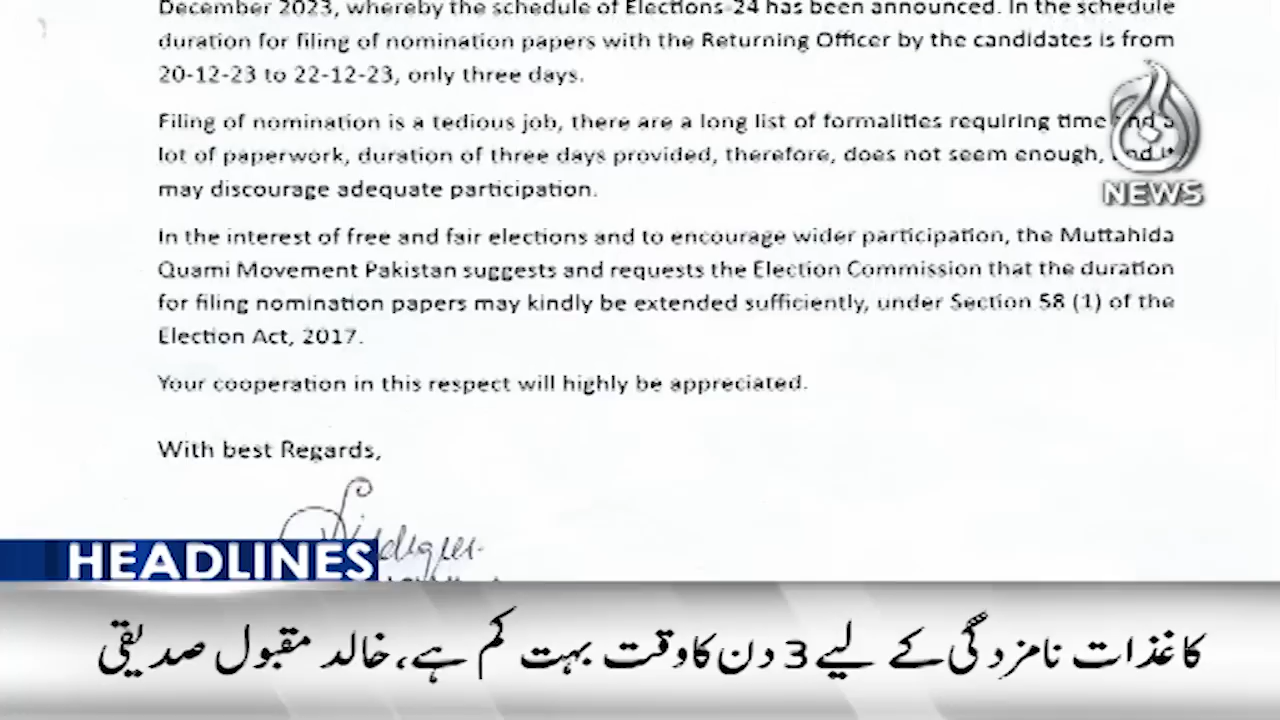 December 2023, whereby the schedule of Elections-24 has been announced. In the schedule
duration for filing of nomination papers with the Returning Officer by the candidates is from
20-12-23 to 22-12-23, only three days.
Filing of nomination is a tedious job, there are a long list of formalities requiring time and a
lot of paperwork, duration of three days provided, therefore, does not seem enough, and it
may discourage adequate participation.
NEWS
In the interest of free and fair elections and to encourage wider participation, the Muttahida
Quami Movement Pakistan suggests and requests the Election Commission that the duration
for filing nomination papers may kindly be extended sufficiently, under Section 58 (1) of the
Election Act, 2017.
Your cooperation in this respect will highly be appreciated.
With best Regards,
HEADLINES
کاغذات نامزدگی کے لیے 3 دن کا وقت بہت کم ہے، خالد مقبول صدیقی